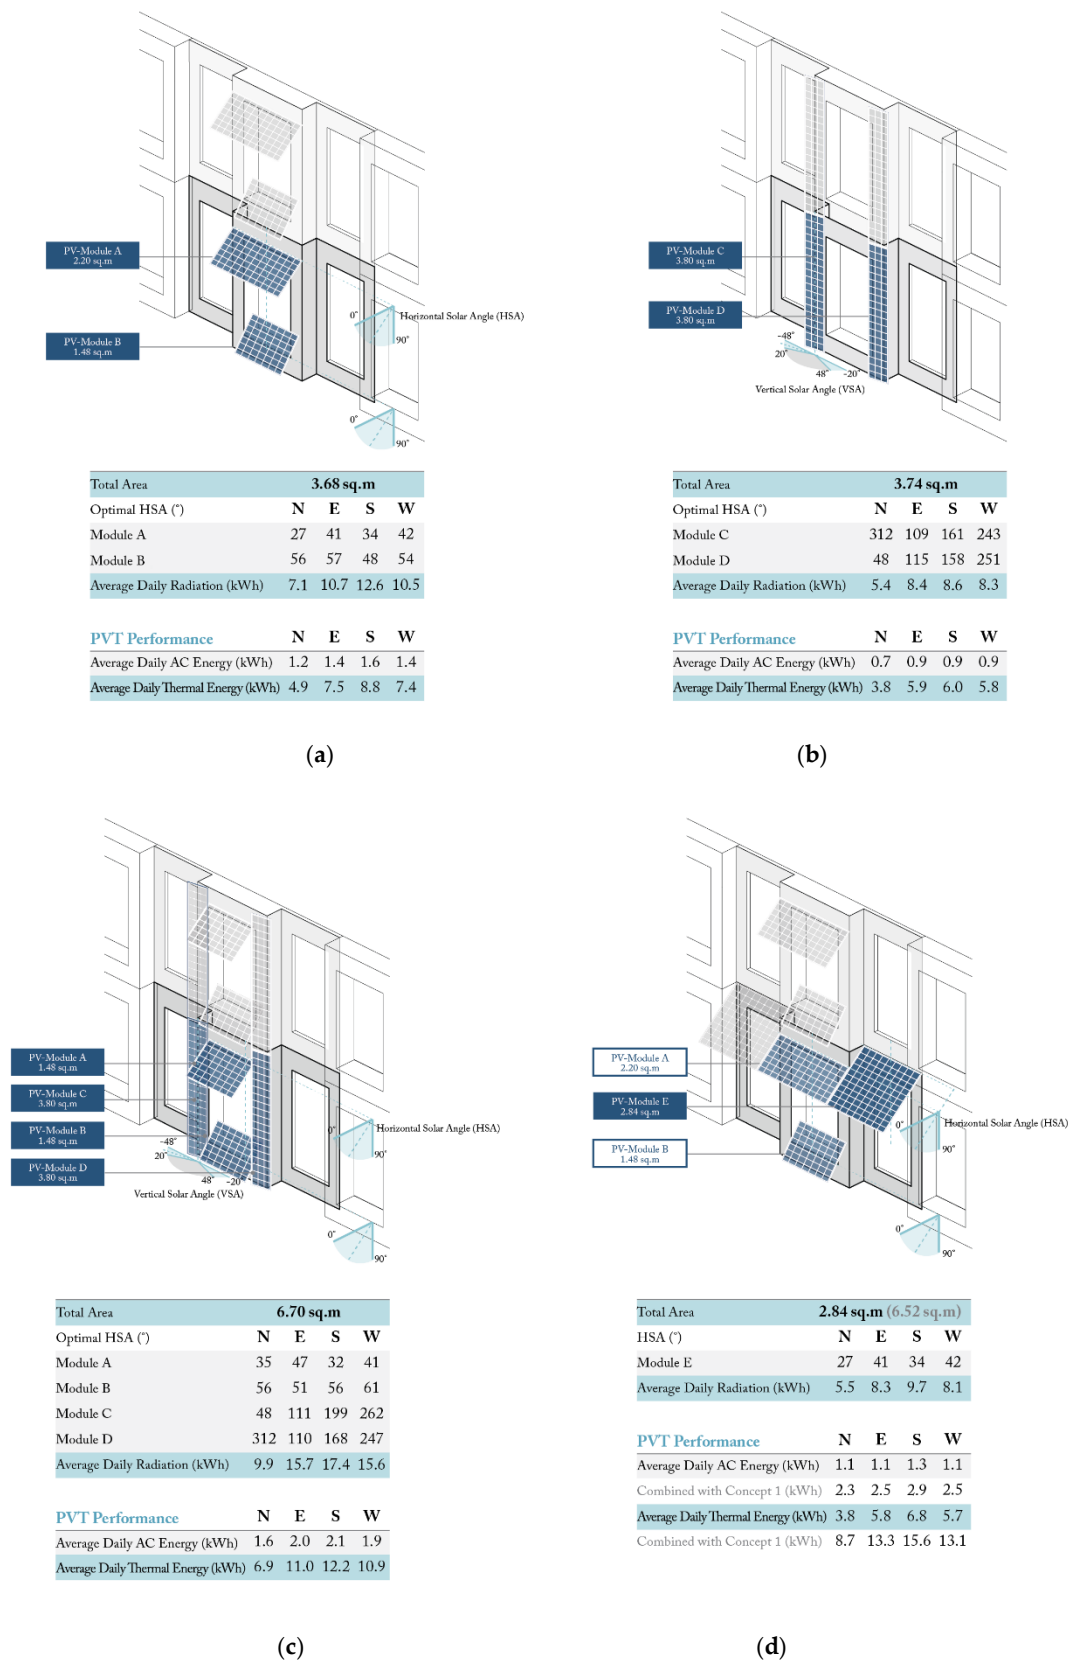 PV-Module A
2.20 sq.m
PV-Module B
1.48 sq.m
0°
Horizontal Solar Angle (HSA)
90°
0°
90°
Total Area 3.68 sq.m
Optimal HSA (°) N E S W
Module A 27 41 34 42
Module B 56 57 48 54
Average Daily Radiation (kWh) 7.1 10.7 12.6 10.5
PVT Performance N E S W
Average Daily AC Energy (kWh) 1.2 1.4 1.6 1.4
Average Daily Thermal Energy (kWh) 4.9 7.5 8.8 7.4
(a)
PV-Module C
3.80 sq.m
PV-Module D
3.80 sq.m
-48°
20°
48°
-20°
Vertical Solar Angle (VSA)
Total Area 3.74 sq.m
Optimal HSA (°) N E S W
Module C 312 109 161 243
Module D 48 115 158 251
Average Daily Radiation (kWh) 5.4 8.4 8.6 8.3
PVT Performance N E S W
Average Daily AC Energy (kWh) 0.7 0.9 0.9 0.9
Average Daily Thermal Energy (kWh) 3.8 5.9 6.0 5.8
(b)
PV-Module A
1.48 sq.m
PV-Module C
3.80 sq.m
PV-Module B
1.48 sq.m
PV-Module D
3.80 sq.m
-48°
20°
48°
-20°
Vertical Solar Angle (VSA)
0°
Horizontal Solar Angle (HSA)
90°
0°
90°
Total Area 6.70 sq.m
Optimal HSA (°) N E S W
Module A 35 47 32 41
Module B 56 51 56 61
Module C 48 111 199 262
Module D 312 110 168 247
Average Daily Radiation (kWh) 9.9 15.7 17.4 15.6
PVT Performance N E S W
Average Daily AC Energy (kWh) 1.6 2.0 2.1 1.9
Average Daily Thermal Energy (kWh) 6.9 11.0 12.2 10.9
(c)
PV-Module A
2.20 sq.m
PV-Module E
2.84 sq.m
PV-Module B
1.48 sq.m
0°
Horizontal Solar Angle (HSA)
90°
0°
90°
Total Area 2.84 sq.m (6.52 sq.m)
HSA (°) N E S W
Module E 27 41 34 42
Average Daily Radiation (kWh) 5.5 8.3 9.7 8.1
PVT Performance N E S W
Average Daily AC Energy (kWh) 1.1 1.1 1.3 1.1
Combined with Concept 1 (kWh) 2.3 2.5 2.9 2.5
Average Daily Thermal Energy (kWh) 3.8 5.8 6.8 5.7
Combined with Concept 1 (kWh) 8.7 13.3 15.6 13.1
(d)